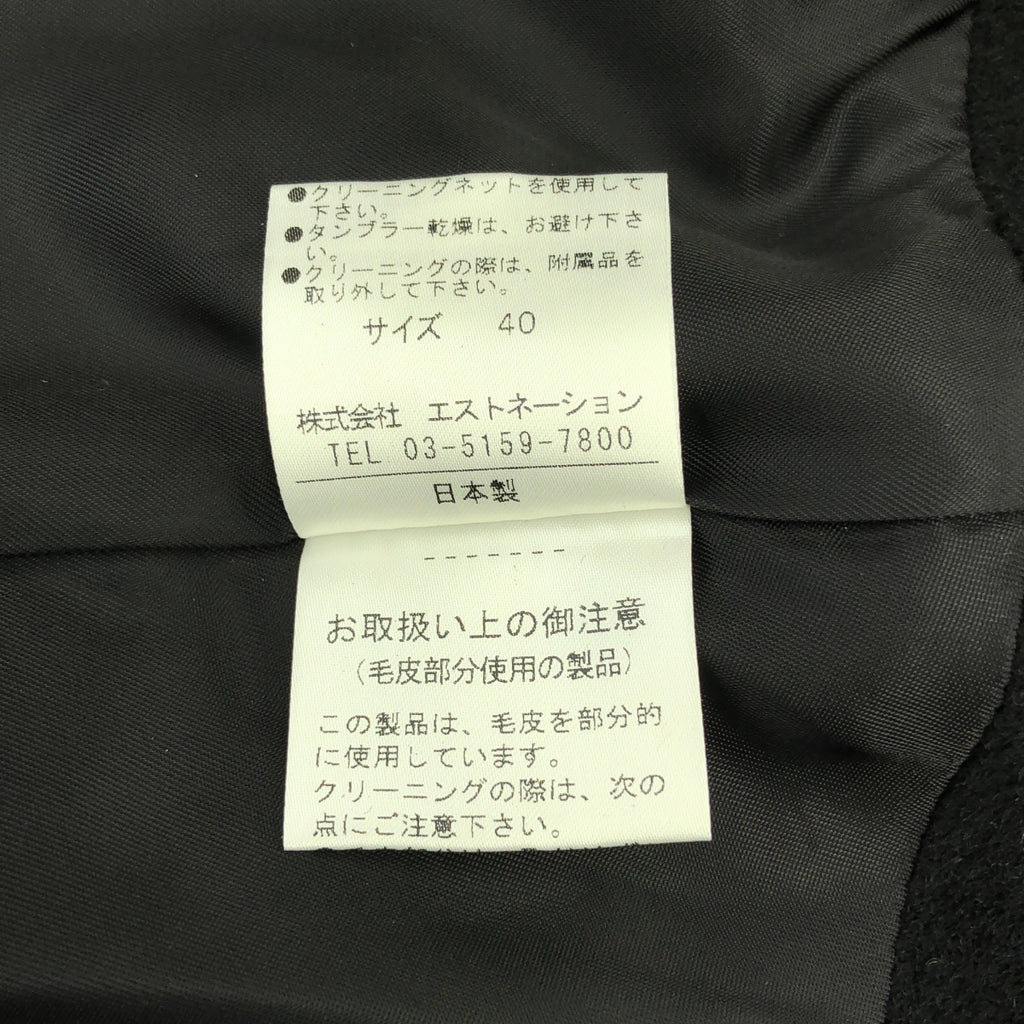 ●クリーニングネットを使用して
下さい。
●タンブラー乾燥は、お避け下さ
い。
●クリーニングの際は、附属品を
取り外して下さい。
サイズ 40
株式会社 エストネーション
TEL 03-5159-7800
日本製
-------
お取扱い上の御注意
(毛皮部分使用の製品)
この製品は、毛皮を部分的
に使用しています。
クリーニングの際は、次の
点にご注意下さい。